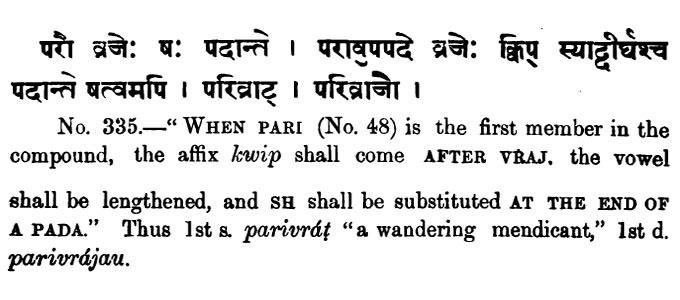 परौ व्रजेः षः पदान्ते । परावुपपदे व्रजेः क्विप् स्याद्दीर्घश्च
पदान्ते षत्वमपि । परिव्राट् । परिव्राजौ ।
No. 335.—“ WHEN PARI (No. 48) is the first member in the
compound, the affix kwip shall come AFTER VRAJ. the vowel
shall be lengthened, and SH shall be substituted AT THE END OF
A PADA.” Thus 1st s. parivráṭ “a wandering mendicant,” 1st d.
parivrájau.